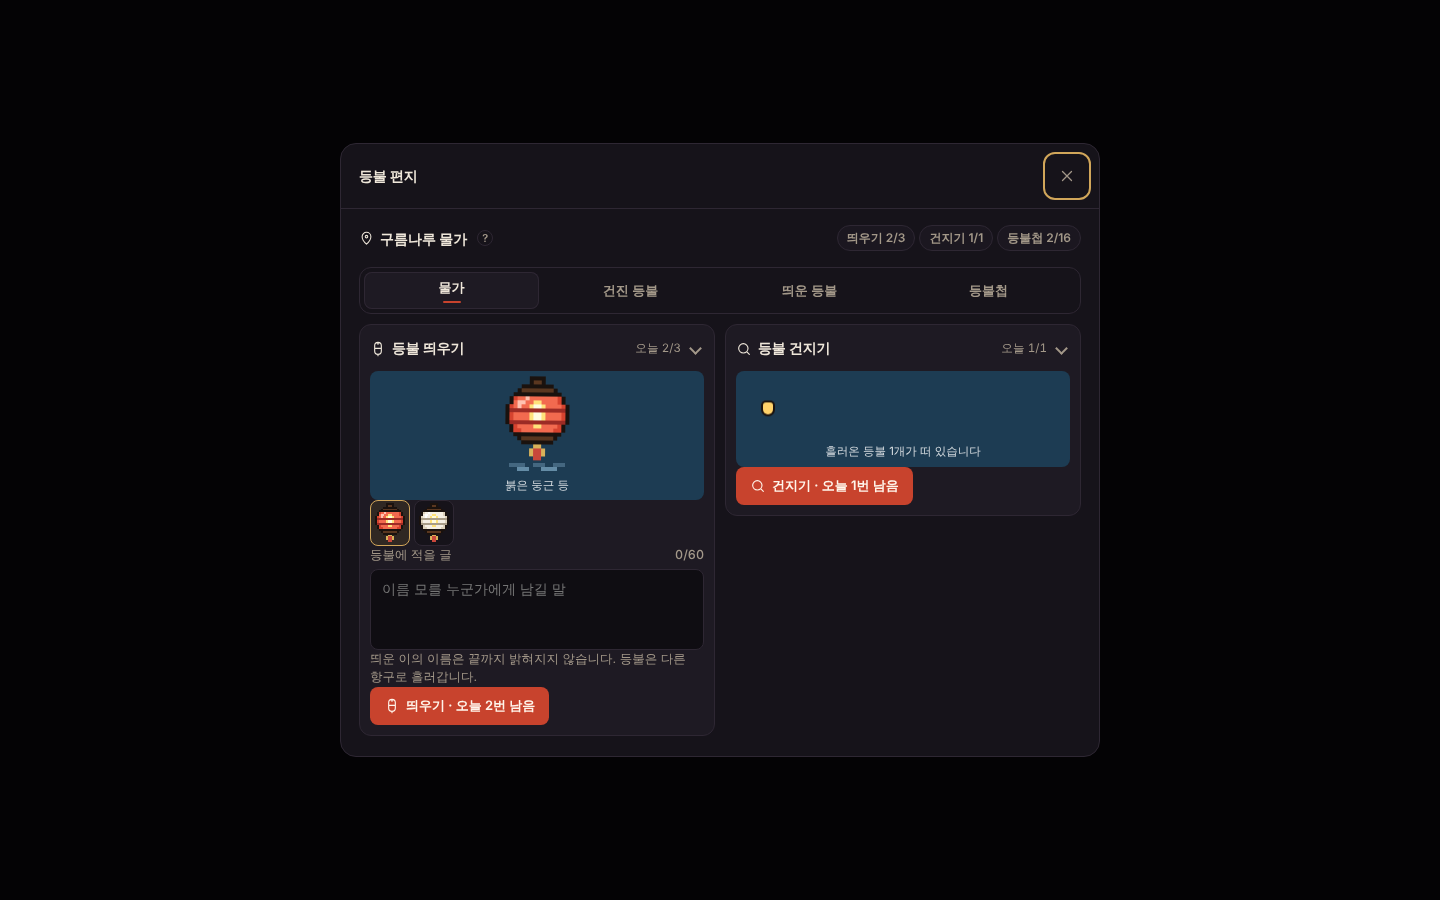 등불 편지
구름나루 물가 ?
띄우기 2/3 건지기 1/1 등불첩 2/16
물가 건진 등불 띄운 등불 등불첩
등불 띄우기 오늘 2/3
붉은 둥근 등
등불에 적을 글 0/60
이름 모를 누군가에게 남길 말
띄운 이의 이름은 끝까지 밝혀지지 않습니다. 등불은 다른
항구로 흘러갑니다.
띄우기 · 오늘 2번 남음
등불 건지기 오늘 1/1
흘러온 등불 1개가 떠 있습니다
건지기 · 오늘 1번 남음